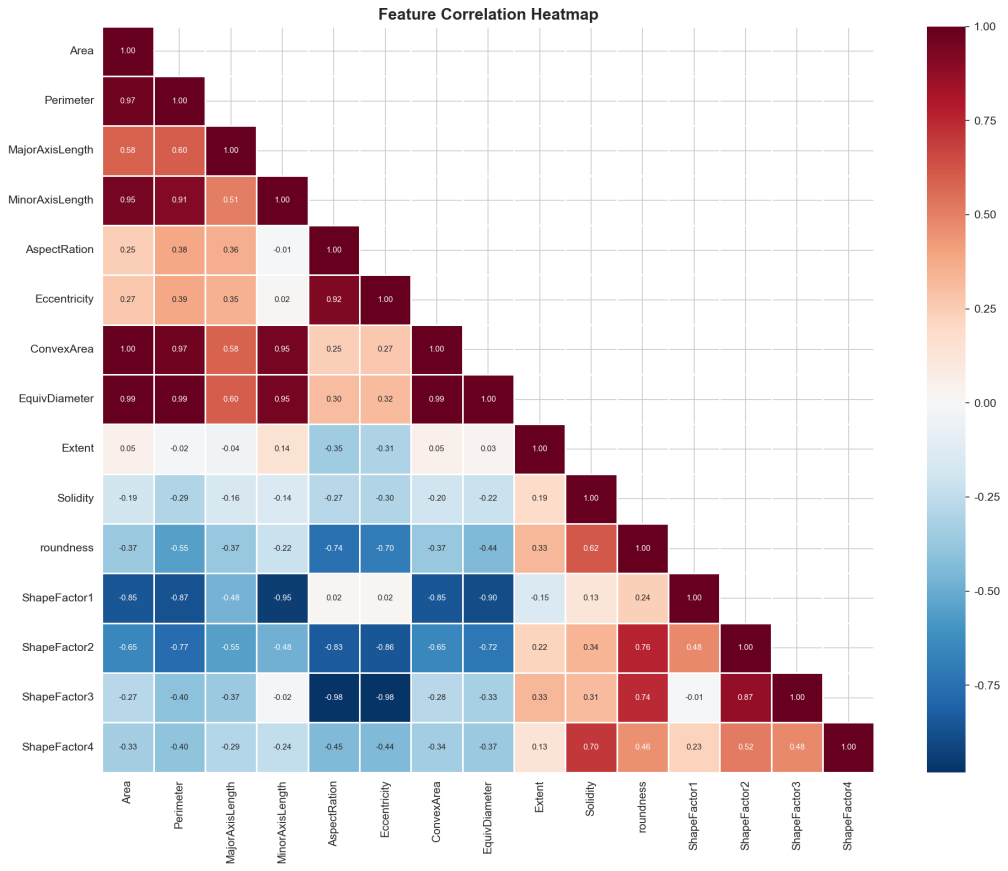 Feature Correlation Heatmap
Area 1.00
Perimeter 0.97 1.00
MajorAxisLength 0.58 0.60 1.00
MinorAxisLength 0.95 0.91 0.51 1.00
AspectRation 0.25 0.38 0.36 -0.01 1.00
Eccentricity 0.27 0.39 0.35 0.02 0.92 1.00
ConvexArea 1.00 0.97 0.58 0.95 0.25 0.27 1.00
EquivDiameter 0.99 0.99 0.60 0.95 0.30 0.32 0.99 1.00
Extent 0.05 -0.02 -0.04 0.14 -0.35 -0.31 0.05 0.03 1.00
Solidity -0.19 -0.29 -0.16 -0.14 -0.27 -0.30 -0.20 -0.22 0.19 1.00
roundness -0.37 -0.55 -0.37 -0.22 -0.74 -0.70 -0.37 -0.44 0.33 0.62 1.00
ShapeFactor1 -0.85 -0.87 -0.48 -0.95 0.02 0.02 -0.85 -0.90 -0.15 0.13 0.24 1.00
ShapeFactor2 -0.65 -0.77 -0.55 -0.48 -0.83 -0.86 -0.65 -0.72 0.22 0.34 0.76 0.48 1.00
ShapeFactor3 -0.27 -0.40 -0.37 -0.02 -0.98 -0.98 -0.28 -0.33 0.33 0.31 0.74 -0.01 0.87 1.00
ShapeFactor4 -0.33 -0.40 -0.29 -0.24 -0.45 -0.44 -0.34 -0.37 0.13 0.70 0.46 0.23 0.52 0.48 1.00
Area Perimeter MajorAxisLength MinorAxisLength AspectRation Eccentricity ConvexArea EquivDiameter Extent Solidity roundness ShapeFactor1 ShapeFactor2 ShapeFactor3 ShapeFactor4
1.00
0.75
0.50
0.25
0.00
-0.25
-0.50
-0.75